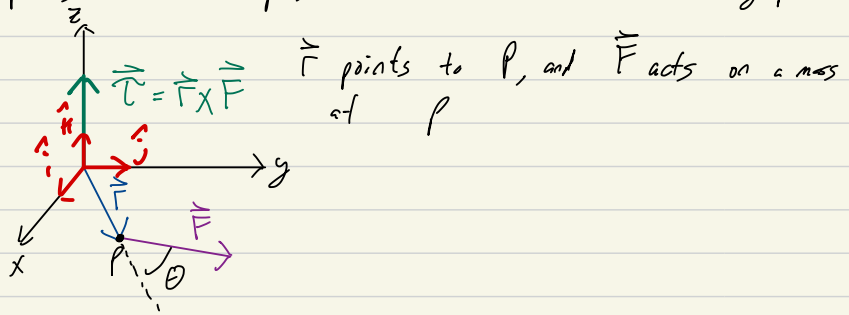 z
r⃗ points to P, and F⃗ acts on a mass
at P
τ⃗ = r⃗ x F⃗
k̂
î
ĵ
y
r⃗
F⃗
x
P
θ